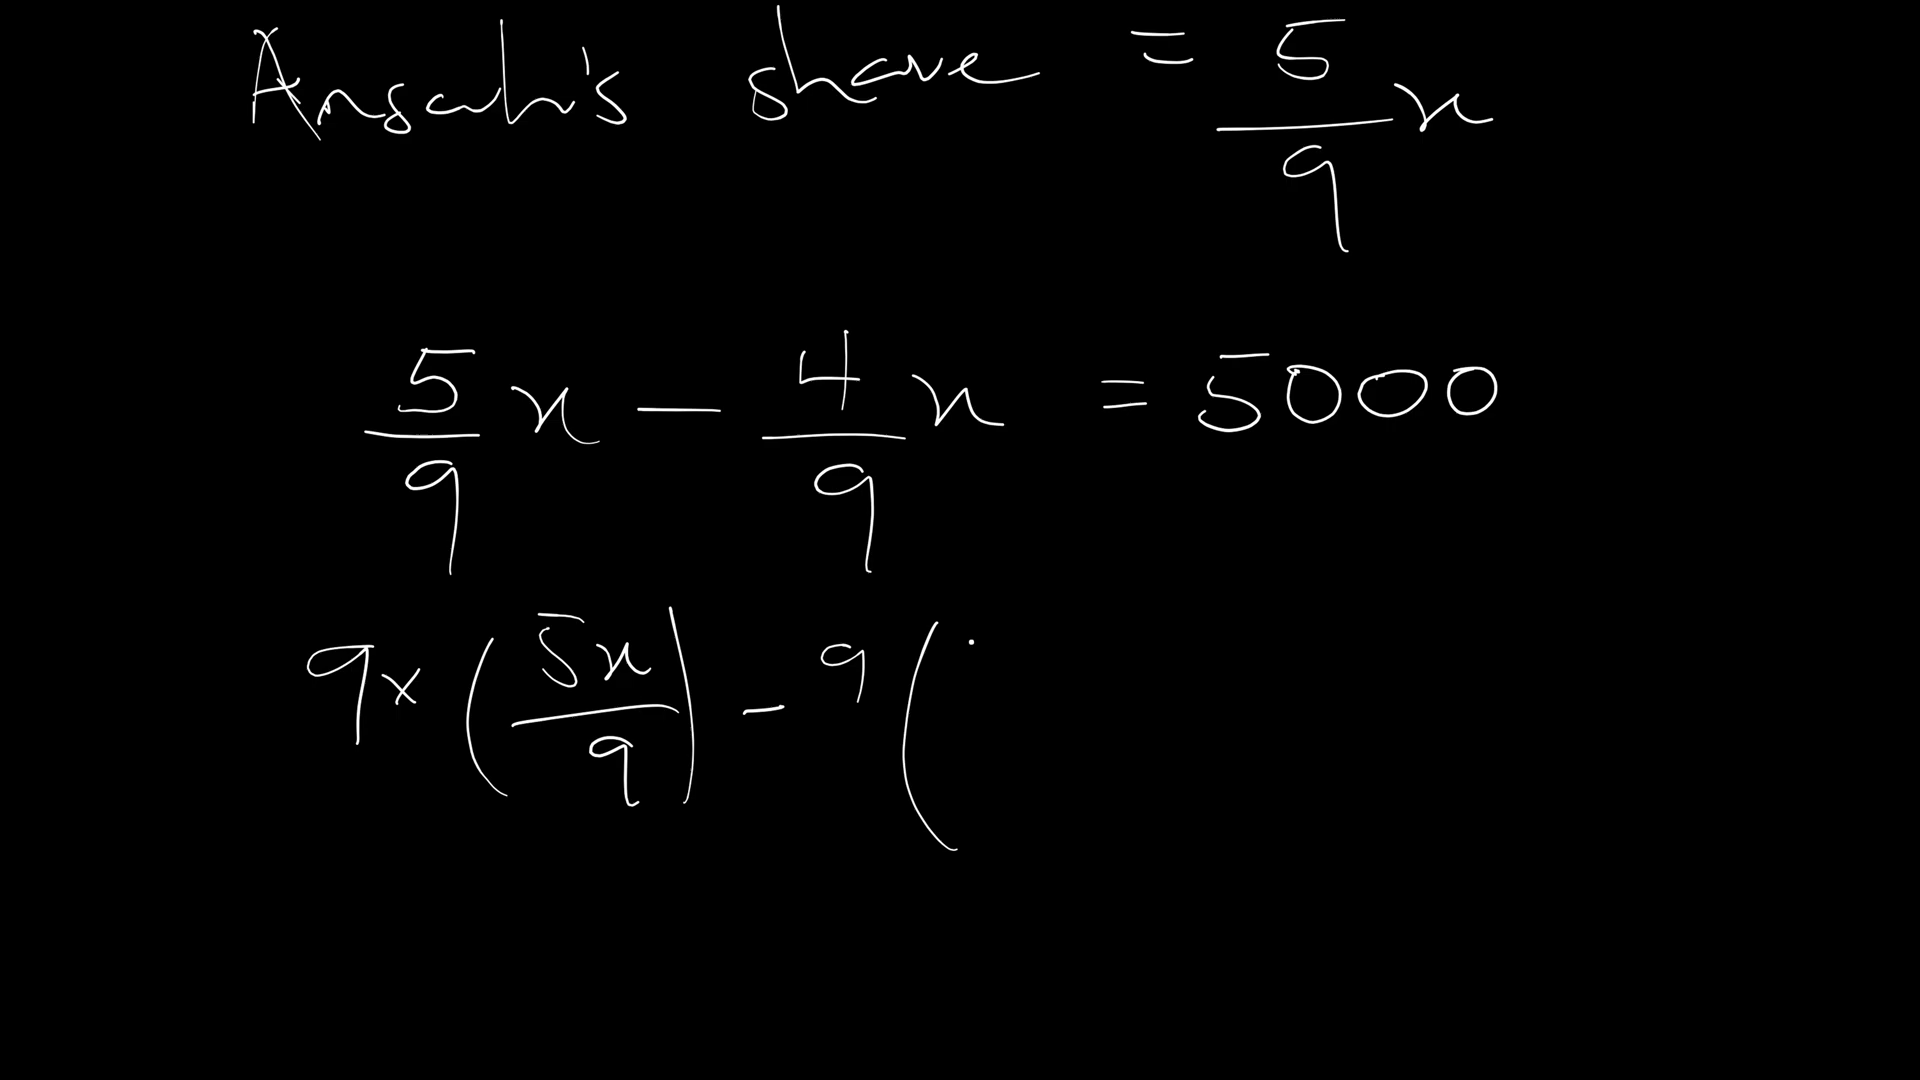 Ansah's share = 5/9 x
5/9 x - 4/9 x = 5000
9 x (5x/9) - 9 (